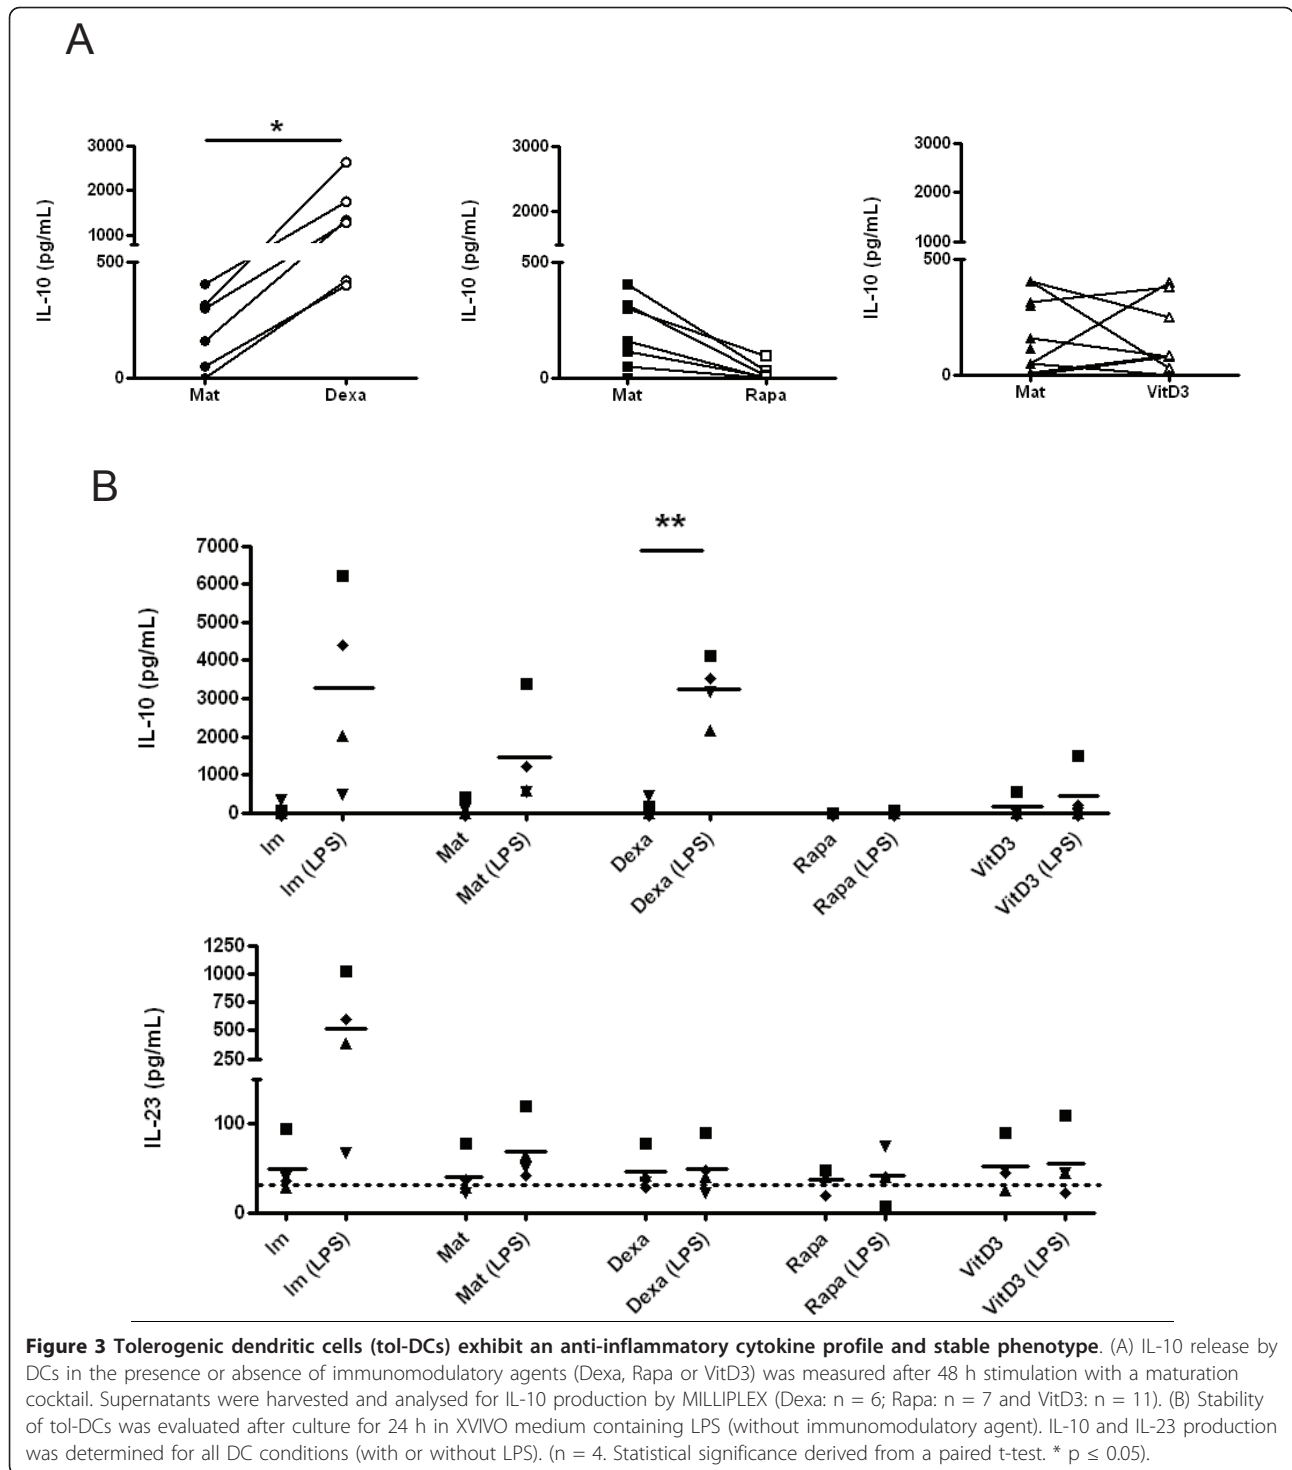 A
*
3000
2000
1000
500
0
IL-10 (pg/mL)
Mat Dexa
3000
2000
500
0
IL-10 (pg/mL)
Mat Rapa
3000
2000
1000
500
0
IL-10 (pg/mL)
Mat VitD3
B
**
7000
6000
5000
4000
3000
2000
1000
0
IL-10 (pg/mL)
Im
Im (LPS)
Mat
Mat (LPS)
Dexa
Dexa (LPS)
Rapa
Rapa (LPS)
VitD3
VitD3 (LPS)
1250
1000
750
500
250
100
0
IL-23 (pg/mL)
Im
Im (LPS)
Mat
Mat (LPS)
Dexa
Dexa (LPS)
Rapa
Rapa (LPS)
VitD3
VitD3 (LPS)
Figure 3 Tolerogenic dendritic cells (tol-DCs) exhibit an anti-inflammatory cytokine profile and stable phenotype. (A) IL-10 release by
DCs in the presence or absence of immunomodulatory agents (Dexa, Rapa or VitD3) was measured after 48 h stimulation with a maturation
cocktail. Supernatants were harvested and analysed for IL-10 production by MILLIPLEX (Dexa: n = 6; Rapa: n = 7 and VitD3: n = 11). (B) Stability
of tol-DCs was evaluated after culture for 24 h in XVIVO medium containing LPS (without immunomodulatory agent). IL-10 and IL-23 production
was determined for all DC conditions (with or without LPS). (n = 4. Statistical significance derived from a paired t-test. * p ≤ 0.05).